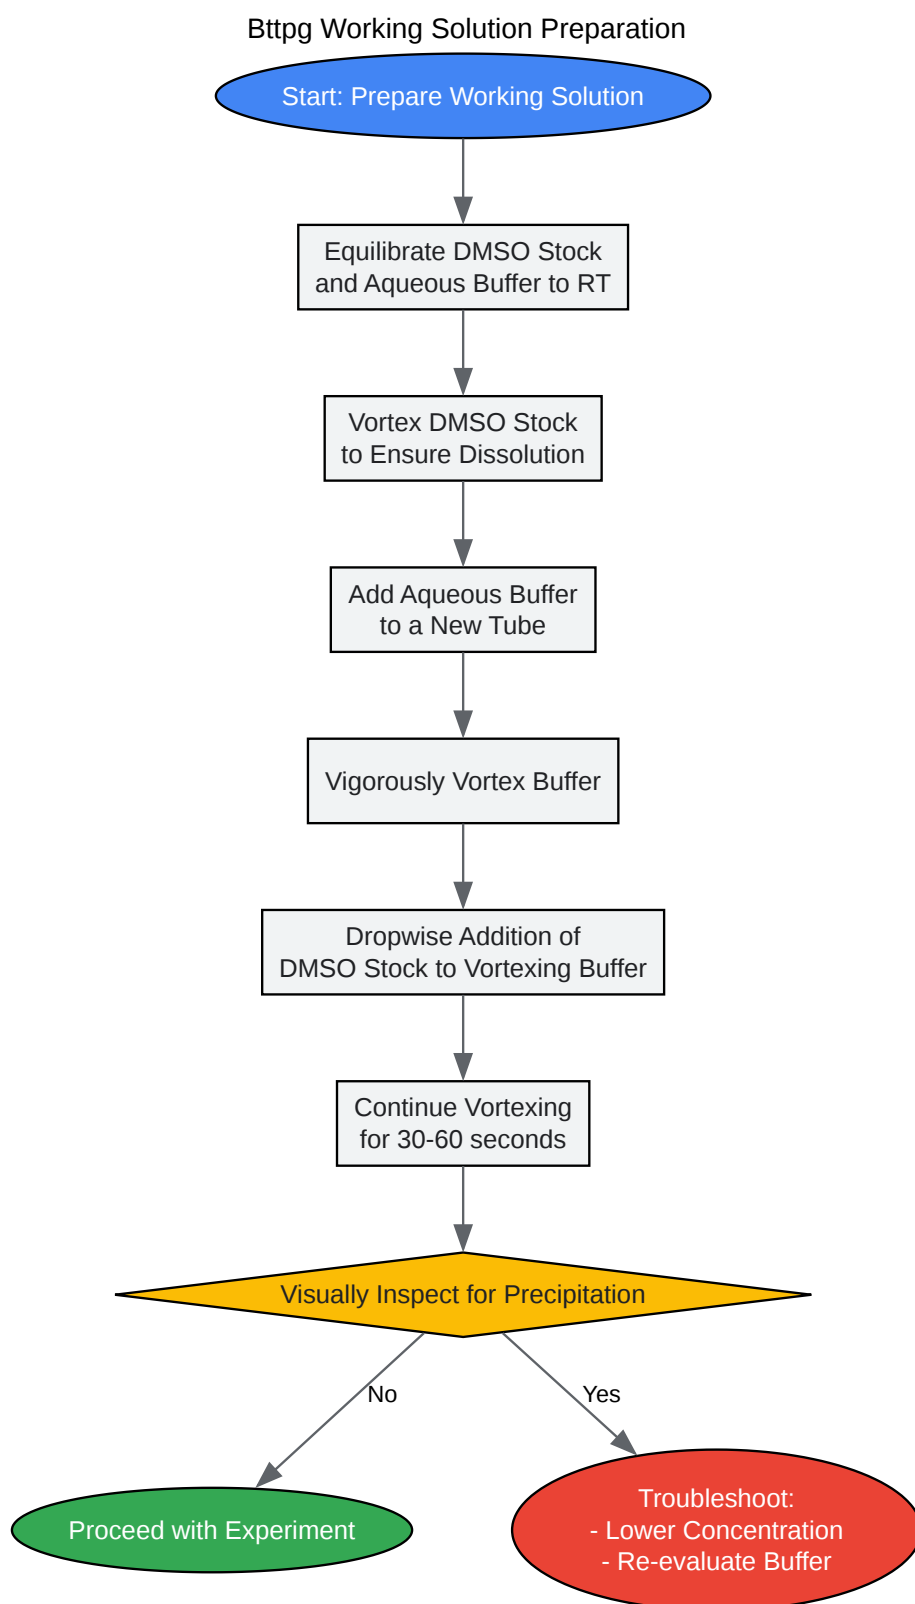 Bttpg Working Solution Preparation
Start: Prepare Working Solution
Equilibrate DMSO Stock
and Aqueous Buffer to RT
Vortex DMSO Stock
to Ensure Dissolution
Add Aqueous Buffer
to a New Tube
Vigorously Vortex Buffer
Dropwise Addition of
DMSO Stock to Vortexing Buffer
Continue Vortexing
for 30-60 seconds
Visually Inspect for Precipitation
No
Yes
Proceed with Experiment
Troubleshoot:
- Lower Concentration
- Re-evaluate Buffer